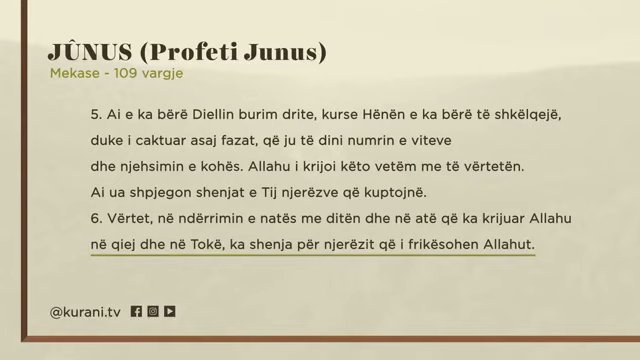 JÛNUS (Profeti Junus)
Mekase - 109 vargje
5. Ai e ka bërë Diellin burim drite, kurse Hënën e ka bërë të shkëlqejë,
duke i caktuar asaj fazat, që ju të dini numrin e viteve
dhe njehsimin e kohës. Allahu i krijoi këto vetëm me të vërtetën.
Ai ua shpjegon shenjat e Tij njerëzve që kuptojnë.
6. Vërtet, në ndërrimin e natës me ditën dhe në atë që ka krijuar Allahu
në qiej dhe në Tokë, ka shenja për njerëzit që i frikësohen Allahut.
@kurani.tv